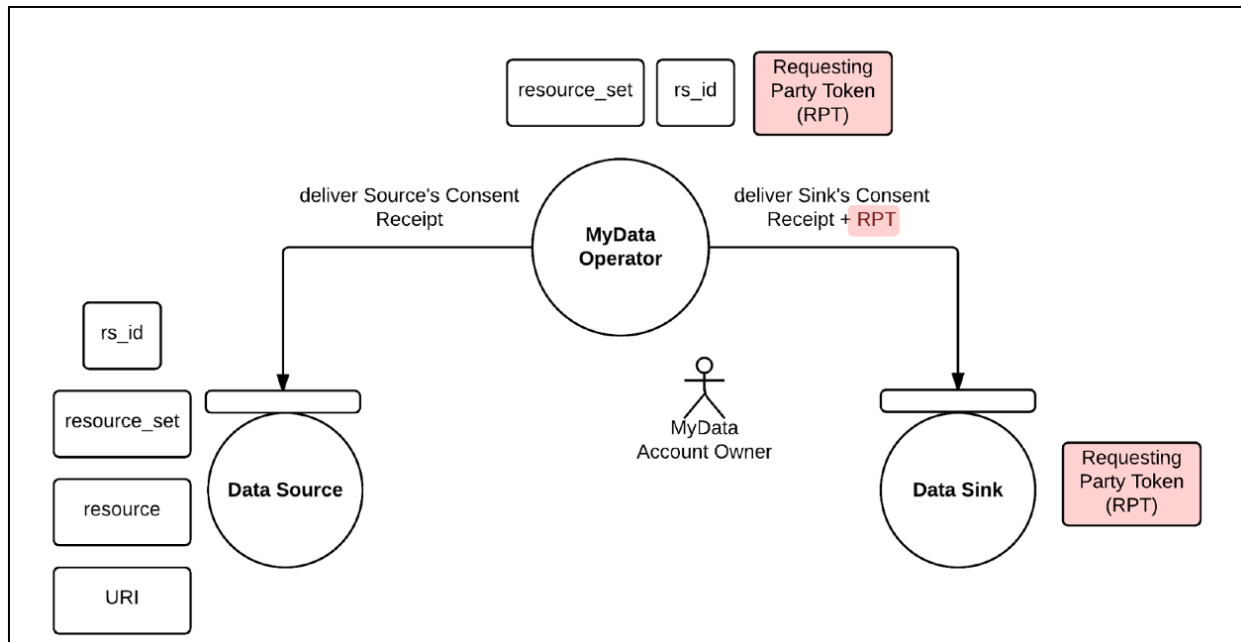 resource_set
rs_id
Requesting
Party Token
(RPT)
deliver Source's Consent
Receipt
deliver Sink's Consent
Receipt + RPT
MyData
Operator
rs_id
resource_set
resource
URI
Data Source
MyData
Account Owner
Data Sink
Requesting
Party Token
(RPT)